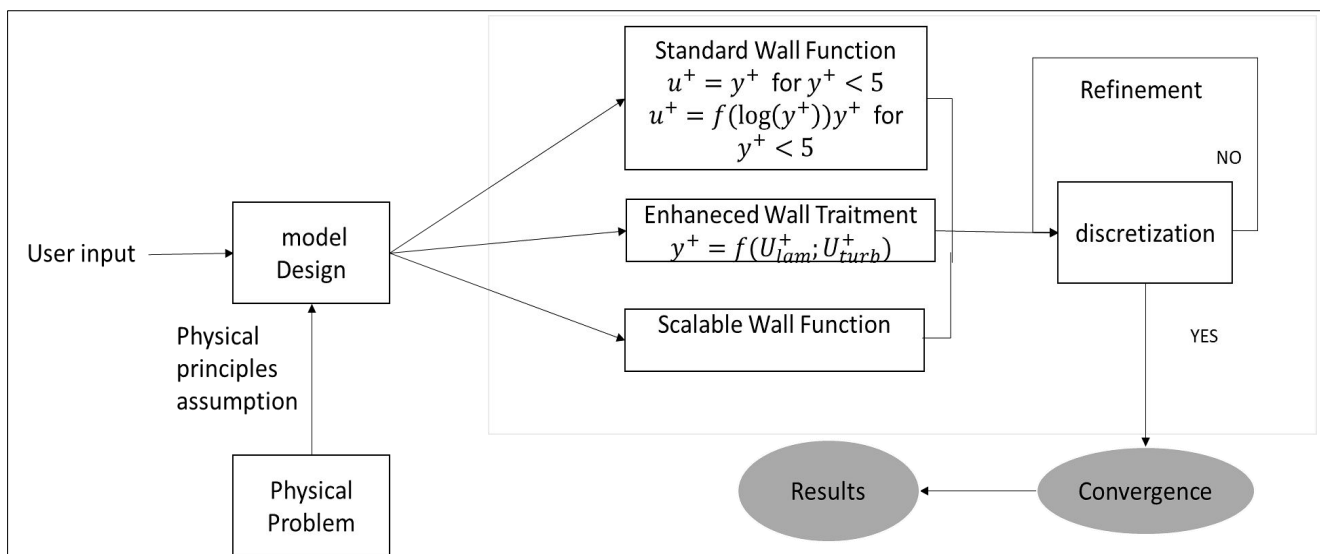 User input
model
Design
Physical
principles
assumption
Physical
Problem
Standard Wall Function
u⁺ = y⁺ for y⁺ < 5
u⁺ = f(log(y⁺))y⁺ for
y⁺ < 5
Enhaneced Wall Traitment
y⁺ = f(U⁺lam; U⁺turb)
Scalable Wall Function
Refinement
NO
discretization
YES
Convergence
Results